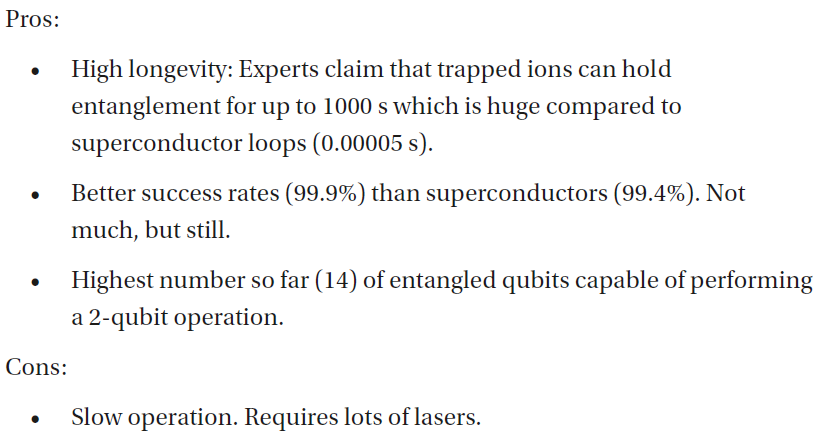 Pros:
• High longevity: Experts claim that trapped ions can hold
entanglement for up to 1000 s which is huge compared to
superconductor loops (0.00005 s).
• Better success rates (99.9%) than superconductors (99.4%). Not
much, but still.
• Highest number so far (14) of entangled qubits capable of performing
a 2-qubit operation.
Cons:
• Slow operation. Requires lots of lasers.